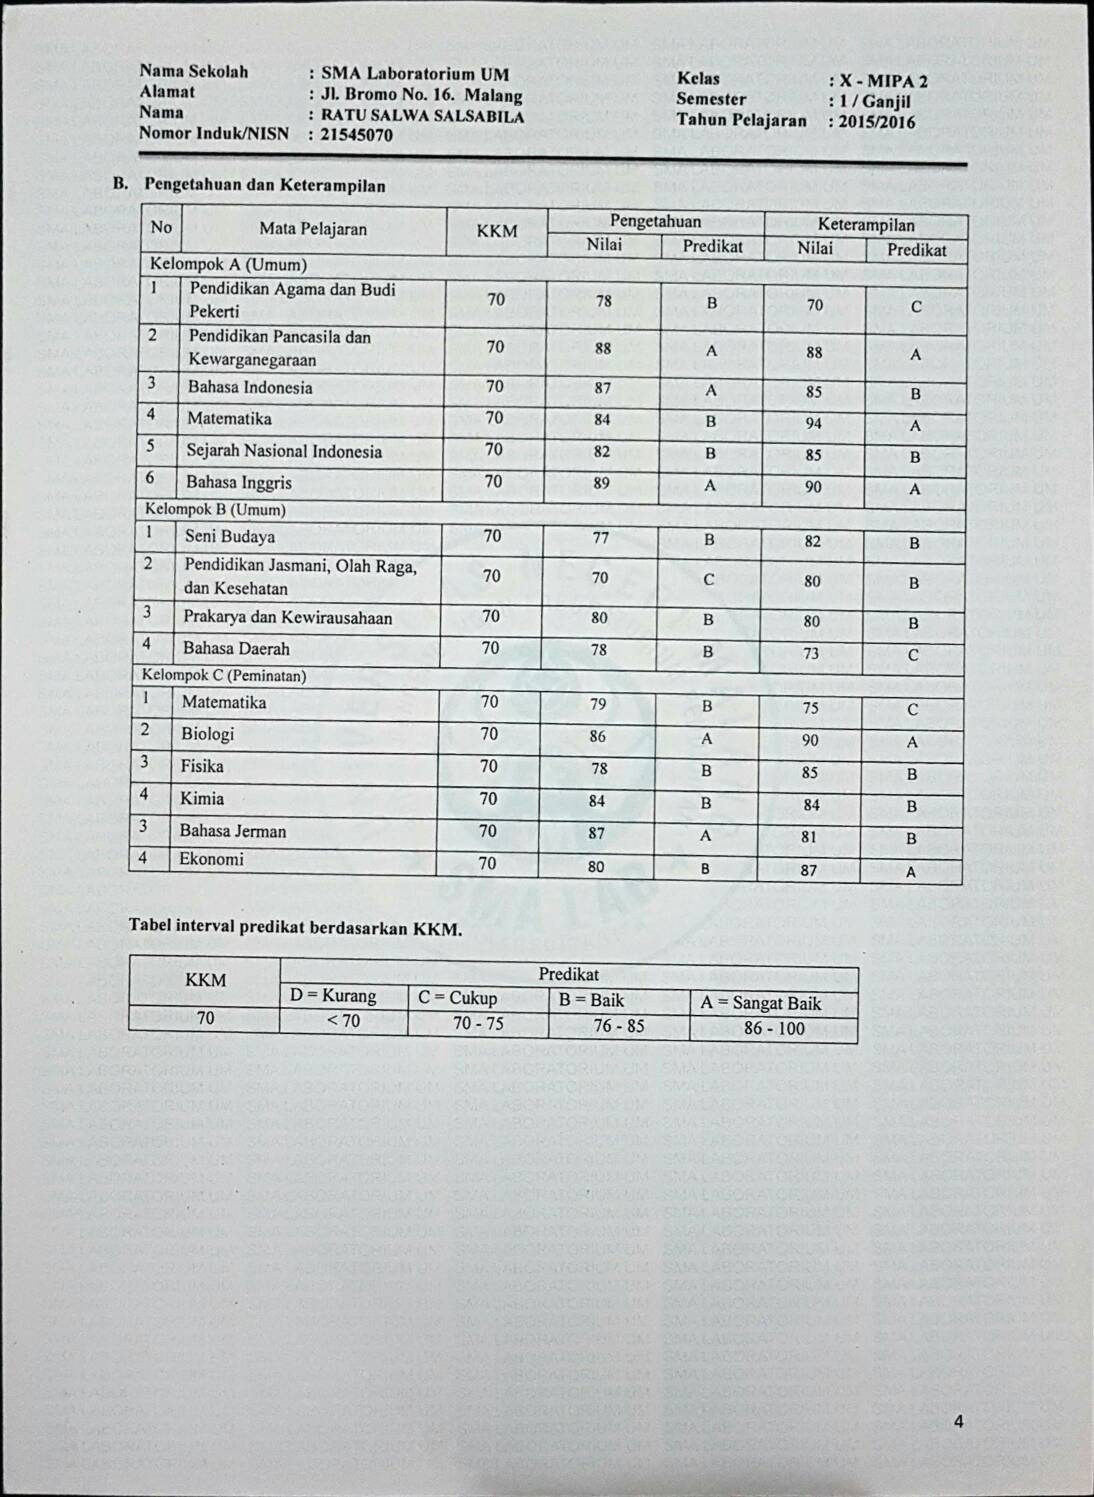 Nama Sekolah : SMA Laboratorium UM
Alamat : Jl. Bromo No. 16. Malang
Nama : RATU SALWA SALSABILA
Nomor Induk/NISN : 21545070
Kelas : X - MIPA 2
Semester : 1 / Ganjil
Tahun Pelajaran : 2015/2016
B. Pengetahuan dan Keterampilan
No Mata Pelajaran KKM Pengetahuan Keterampilan
Nilai Predikat Nilai Predikat
Kelompok A (Umum)
1 Pendidikan Agama dan Budi Pekerti 70 78 B 70 C
2 Pendidikan Pancasila dan Kewarganegaraan 70 88 A 88 A
3 Bahasa Indonesia 70 87 A 85 B
4 Matematika 70 84 B 94 A
5 Sejarah Nasional Indonesia 70 82 B 85 B
6 Bahasa Inggris 70 89 A 90 A
Kelompok B (Umum)
1 Seni Budaya 70 77 B 82 B
2 Pendidikan Jasmani, Olah Raga, dan Kesehatan 70 70 C 80 B
3 Prakarya dan Kewirausahaan 70 80 B 80 B
4 Bahasa Daerah 70 78 B 73 C
Kelompok C (Peminatan)
1 Matematika 70 79 B 75 C
2 Biologi 70 86 A 90 A
3 Fisika 70 78 B 85 B
4 Kimia 70 84 B 84 B
3 Bahasa Jerman 70 87 A 81 B
4 Ekonomi 70 80 B 87 A
Tabel interval predikat berdasarkan KKM.
KKM Predikat
D = Kurang C = Cukup B = Baik A = Sangat Baik
70 < 70 70 - 75 76 - 85 86 - 100
4